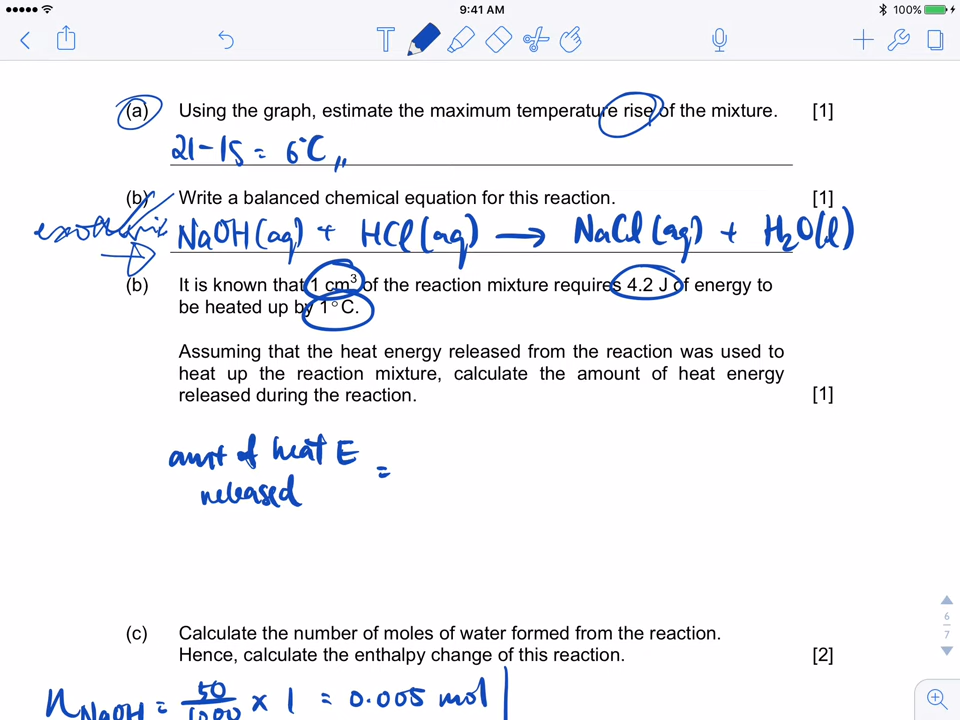 9:41 AM
100%
T
(a) Using the graph, estimate the maximum temperature rise of the mixture. [1]
21 - 15 = 6°C
(b) Write a balanced chemical equation for this reaction. [1]
exothermic
NaOH(aq) + HCl(aq) → NaCl(aq) + H₂O(l)
(b) It is known that 1 cm³ of the reaction mixture requires 4.2 J of energy to
be heated up by 1°C.
Assuming that the heat energy released from the reaction was used to
heat up the reaction mixture, calculate the amount of heat energy
released during the reaction. [1]
amt of heat E
released =
(c) Calculate the number of moles of water formed from the reaction.
Hence, calculate the enthalpy change of this reaction. [2]
n NaOH = 50/1000 × 1 = 0.005 mol
6
7